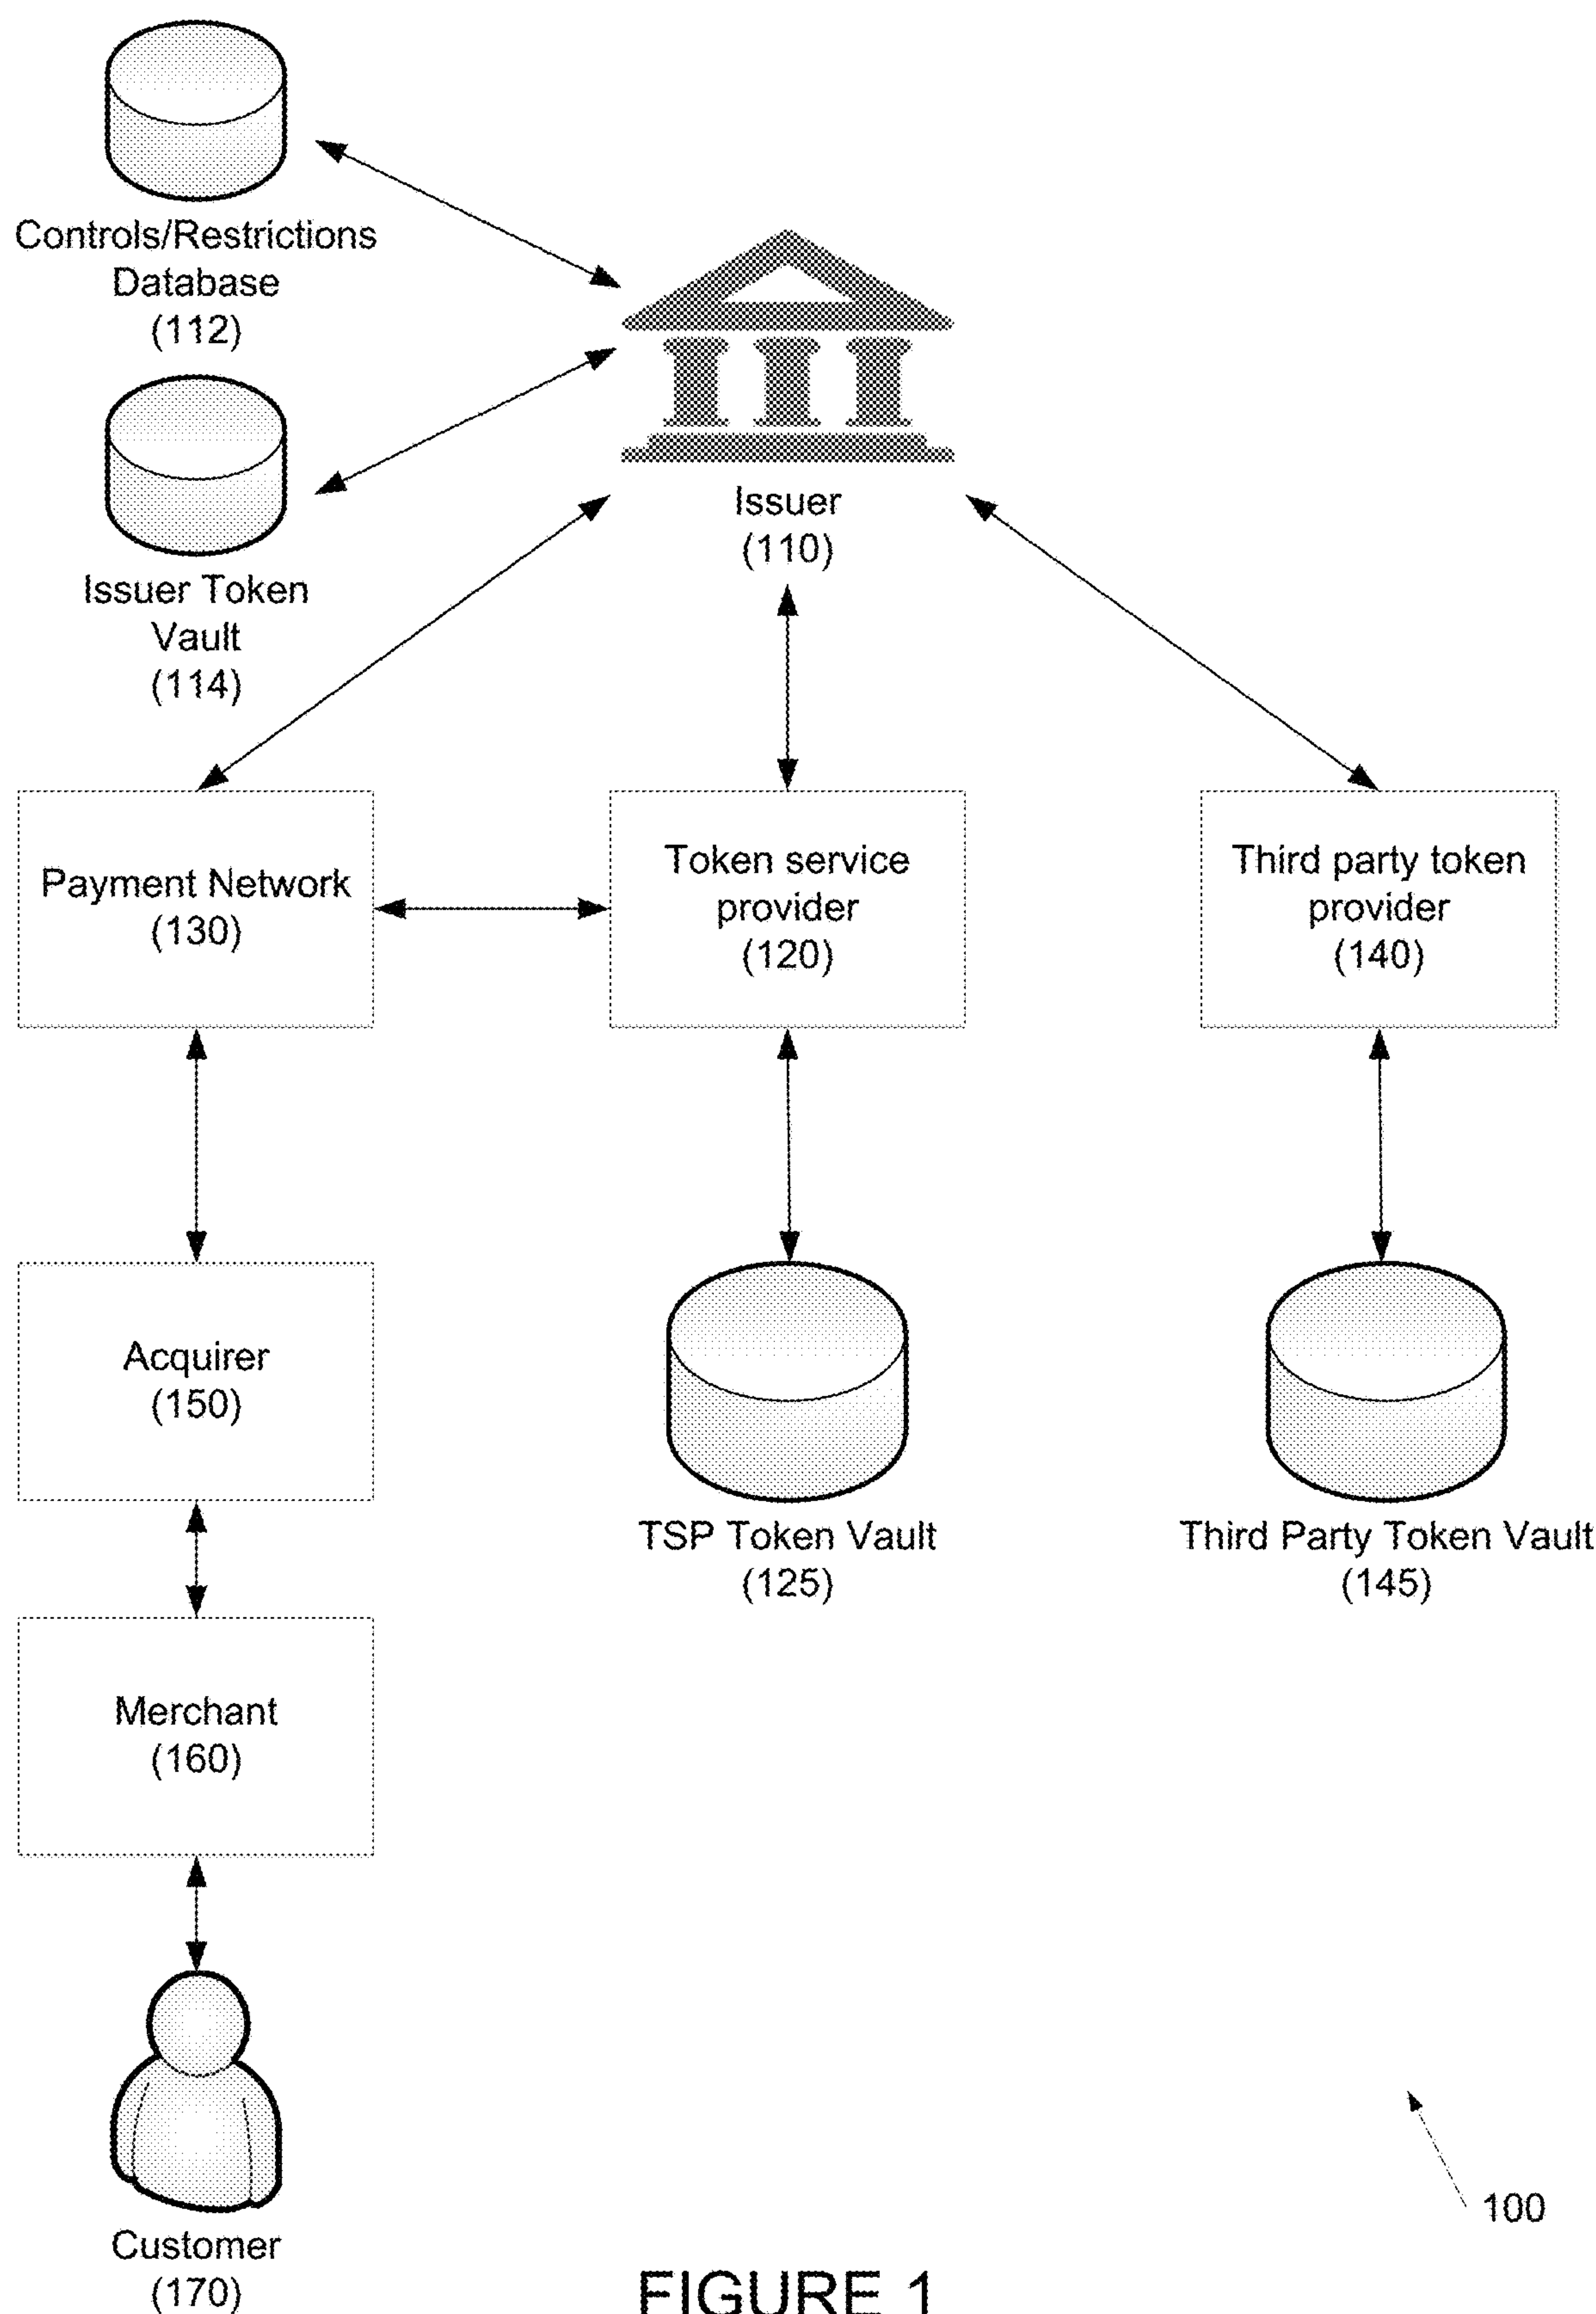 Controls/Restrictions
Database
(112)
Issuer
(110)
Issuer Token
Vault
(114)
Payment Network
(130)
Token service
provider
(120)
Third party token
provider
(140)
Acquirer
(150)
TSP Token Vault
(125)
Third Party Token Vault
(145)
Merchant
(160)
100
Customer
(170)
FIGURE 1